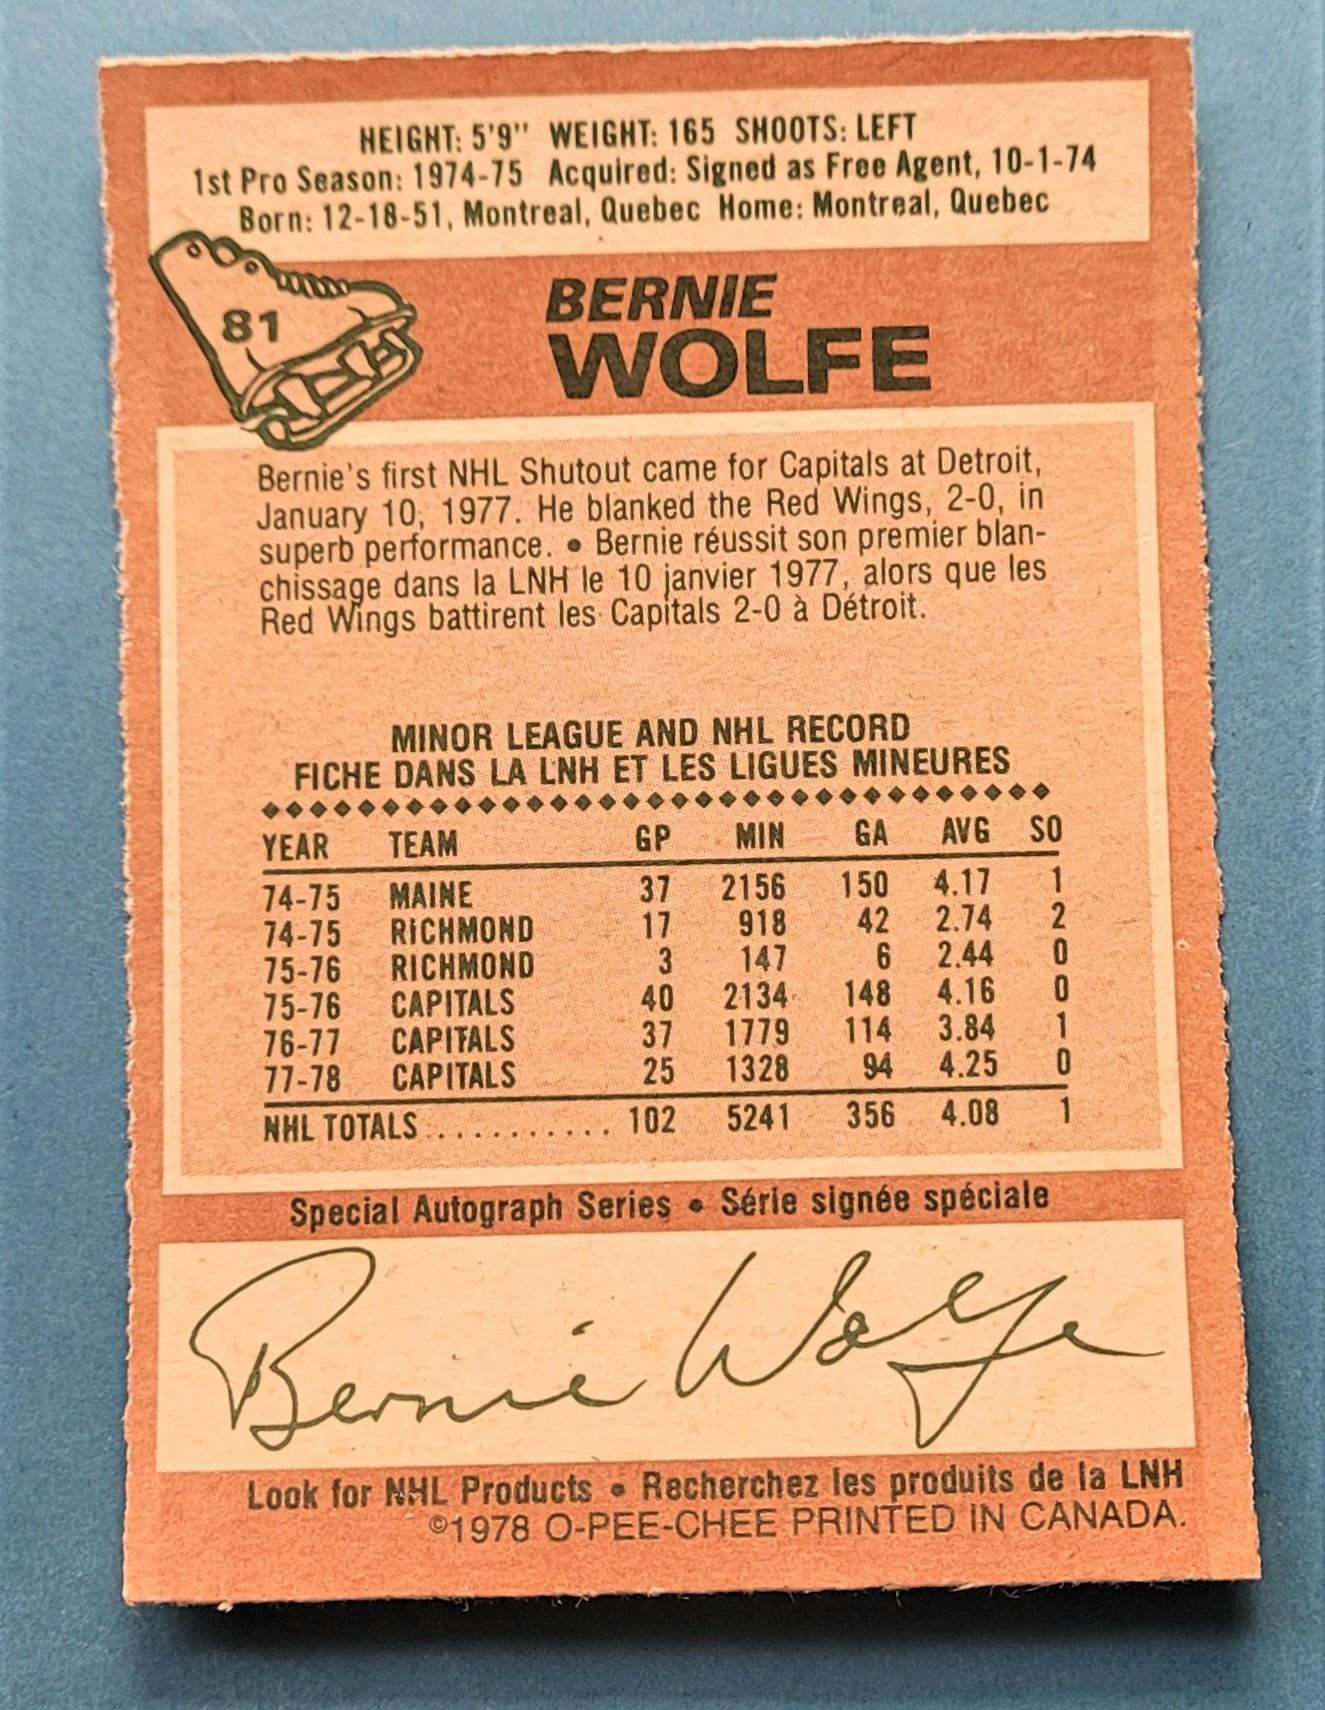 HEIGHT: 5'9" WEIGHT: 165 SHOOTS: LEFT
1st Pro Season: 1974-75 Acquired: Signed as Free Agent, 10-1-74
Born: 12-18-51, Montreal, Quebec Home: Montreal, Quebec
81
BERNIE
WOLFE
Bernie's first NHL Shutout came for Capitals at Detroit,
January 10, 1977. He blanked the Red Wings, 2-0, in
superb performance. • Bernie réussit son premier blan-
chissage dans la LNH le 10 janvier 1977, alors que les
Red Wings battirent les Capitals 2-0 à Détroit.
MINOR LEAGUE AND NHL RECORD
FICHE DANS LA LNH ET LES LIGUES MINEURES
YEAR TEAM GP MIN GA AVG SO
74-75 MAINE 37 2156 150 4.17 1
74-75 RICHMOND 17 918 42 2.74 2
75-76 RICHMOND 3 147 6 2.44 0
75-76 CAPITALS 40 2134 148 4.16 0
76-77 CAPITALS 37 1779 114 3.84 1
77-78 CAPITALS 25 1328 94 4.25 0
NHL TOTALS ........... 102 5241 356 4.08 1
Special Autograph Series • Série signée spéciale
Bernie Wolfe
Look for NHL Products • Recherchez les produits de la LNH
©1978 O-PEE-CHEE PRINTED IN CANADA.